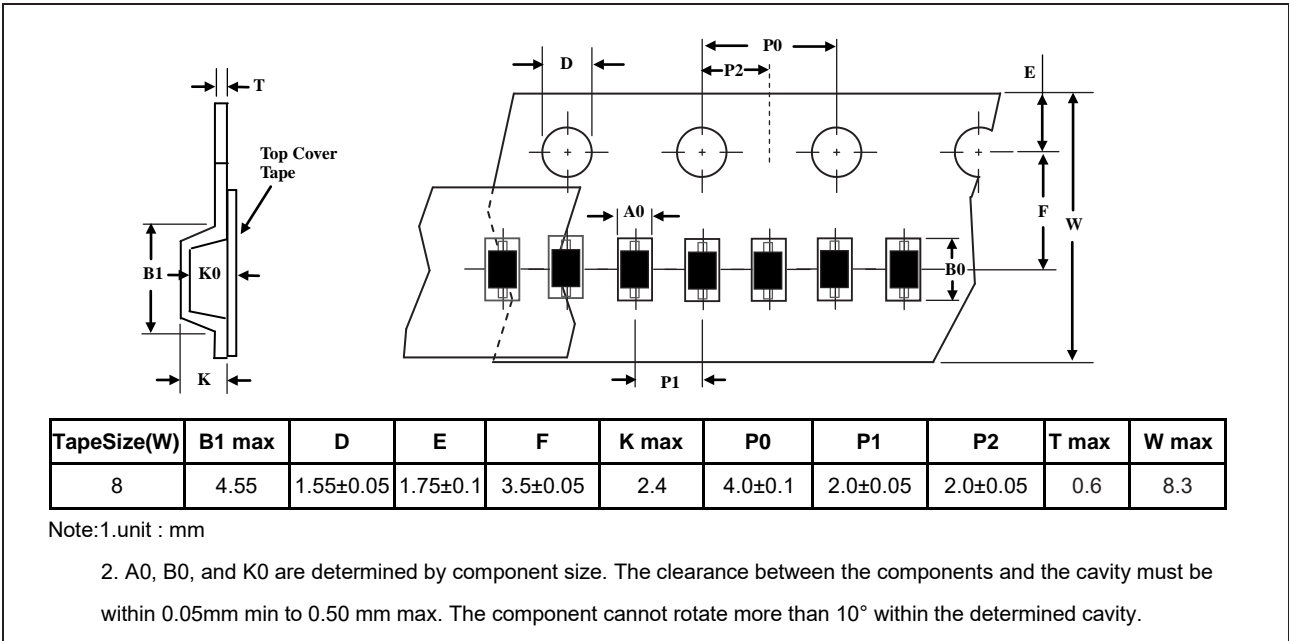 P0
D
P2
E
T
Top Cover
Tape
A0
F
W
B1
K0
B0
K
P1
TapeSize(W) B1 max D E F K max P0 P1 P2 T max W max
8 4.55 1.55±0.05 1.75±0.1 3.5±0.05 2.4 4.0±0.1 2.0±0.05 2.0±0.05 0.6 8.3
Note:1.unit : mm
2. A0, B0, and K0 are determined by component size. The clearance between the components and the cavity must be
within 0.05mm min to 0.50 mm max. The component cannot rotate more than 10° within the determined cavity.